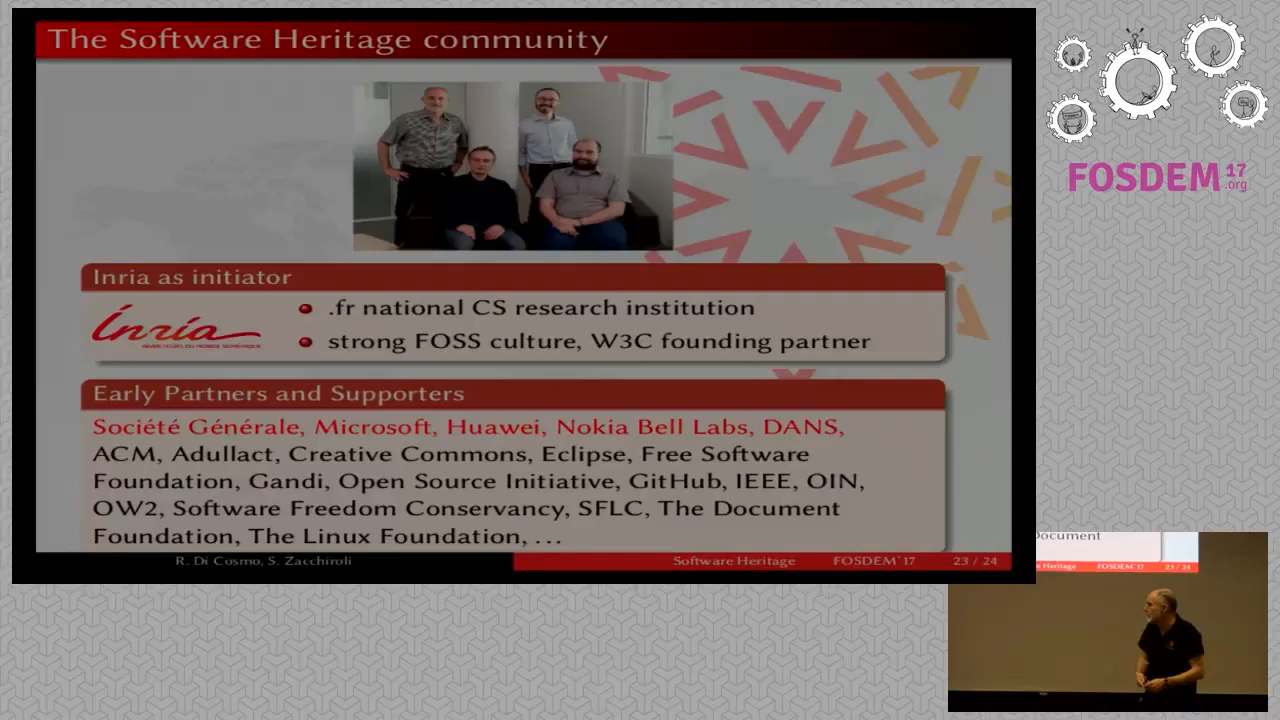 The Software Heritage community
Inria as initiator
Inria
.fr national CS research institution
strong FOSS culture, W3C founding partner
Early Partners and Supporters
Société Générale, Microsoft, Huawei, Nokia Bell Labs, DANS,
ACM, Adullact, Creative Commons, Eclipse, Free Software
Foundation, Gandi, Open Source Initiative, GitHub, IEEE, OIN,
OW2, Software Freedom Conservancy, SFLC, The Document
Foundation, The Linux Foundation, ...
R. Di Cosmo, S. Zacchiroli
Software Heritage FOSDEM'17 23 / 24
FOSDEM 17
.org
Document
Heritage FOSDEM'17 23 / 24